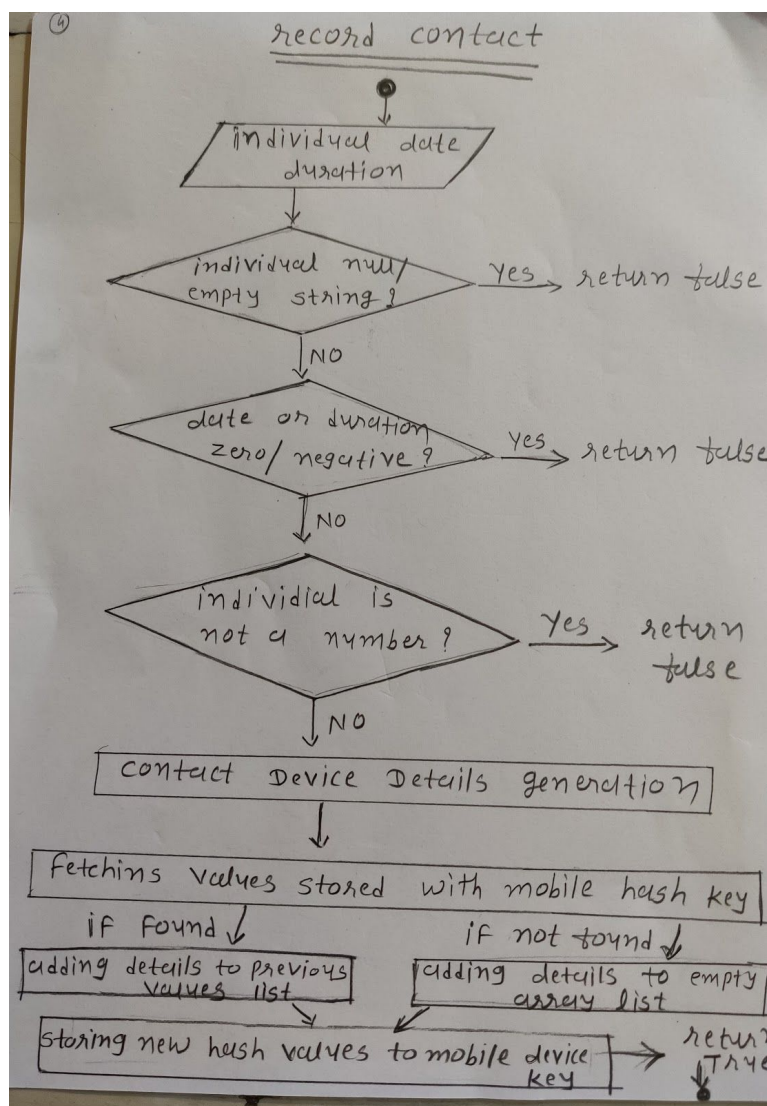 4
record contact
individual date
duration
individual null/
empty string?
Yes
return false
NO
date or duration
zero/ negative?
Yes
return false
NO
individial is
not a number?
Yes
return
false
NO
Contact Device Details generation
Fetchins values stored with mobile hash key
if Found
if not found
adding details to previous
values list
adding details to empty
array list
storing new hash values to mobile device
key
return
True